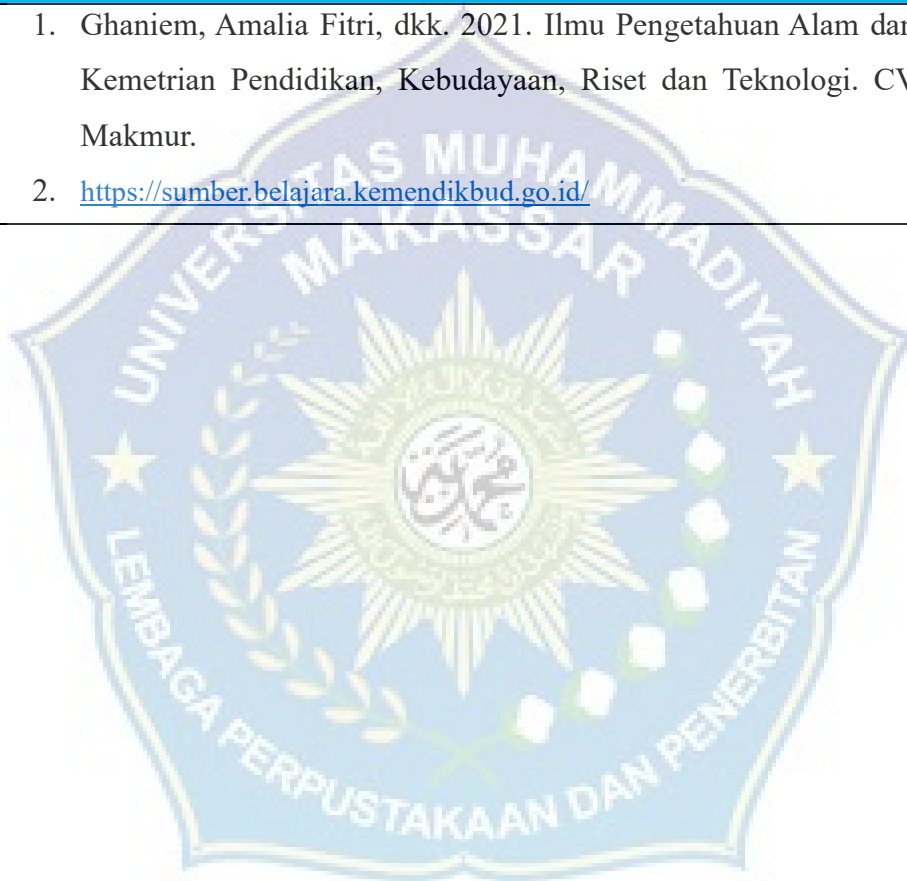 1. Ghaniem, Amalia Fitri, dkk. 2021. Ilmu Pengetahuan Alam dan
Kemetrian Pendidikan, Kebudayaan, Riset dan Teknologi. CV
Makmur.
2. https://sumber.belajara.kemendikbud.go.id/
UNIVERSITAS MUHAMMADIYAH
MAKASSAR
LEMBAGA PERPUSTAKAAN DAN PENERBITAN